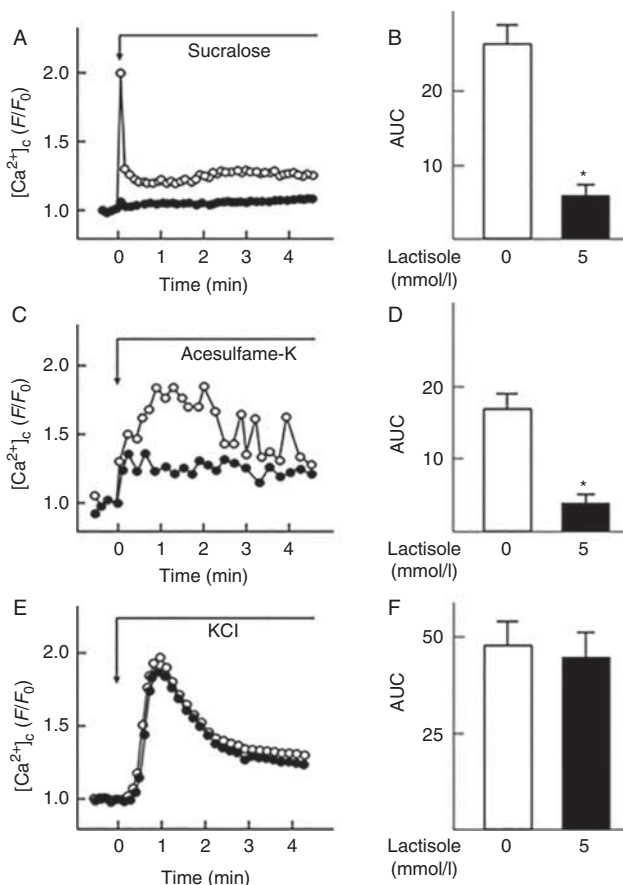 A
Sucralose
[Ca²⁺]c (F/F₀)
2.0
1.5
1.0
0 1 2 3 4
Time (min)
B
AUC
20
10
Lactisole (mmol/l)
0 5
*
C
Acesulfame-K
[Ca²⁺]c (F/F₀)
2.0
1.5
1.0
0 1 2 3 4
Time (min)
D
AUC
20
10
Lactisole (mmol/l)
0 5
*
E
KCl
[Ca²⁺]c (F/F₀)
2.0
1.5
1.0
0 1 2 3 4
Time (min)
F
AUC
50
25
Lactisole (mmol/l)
0 5